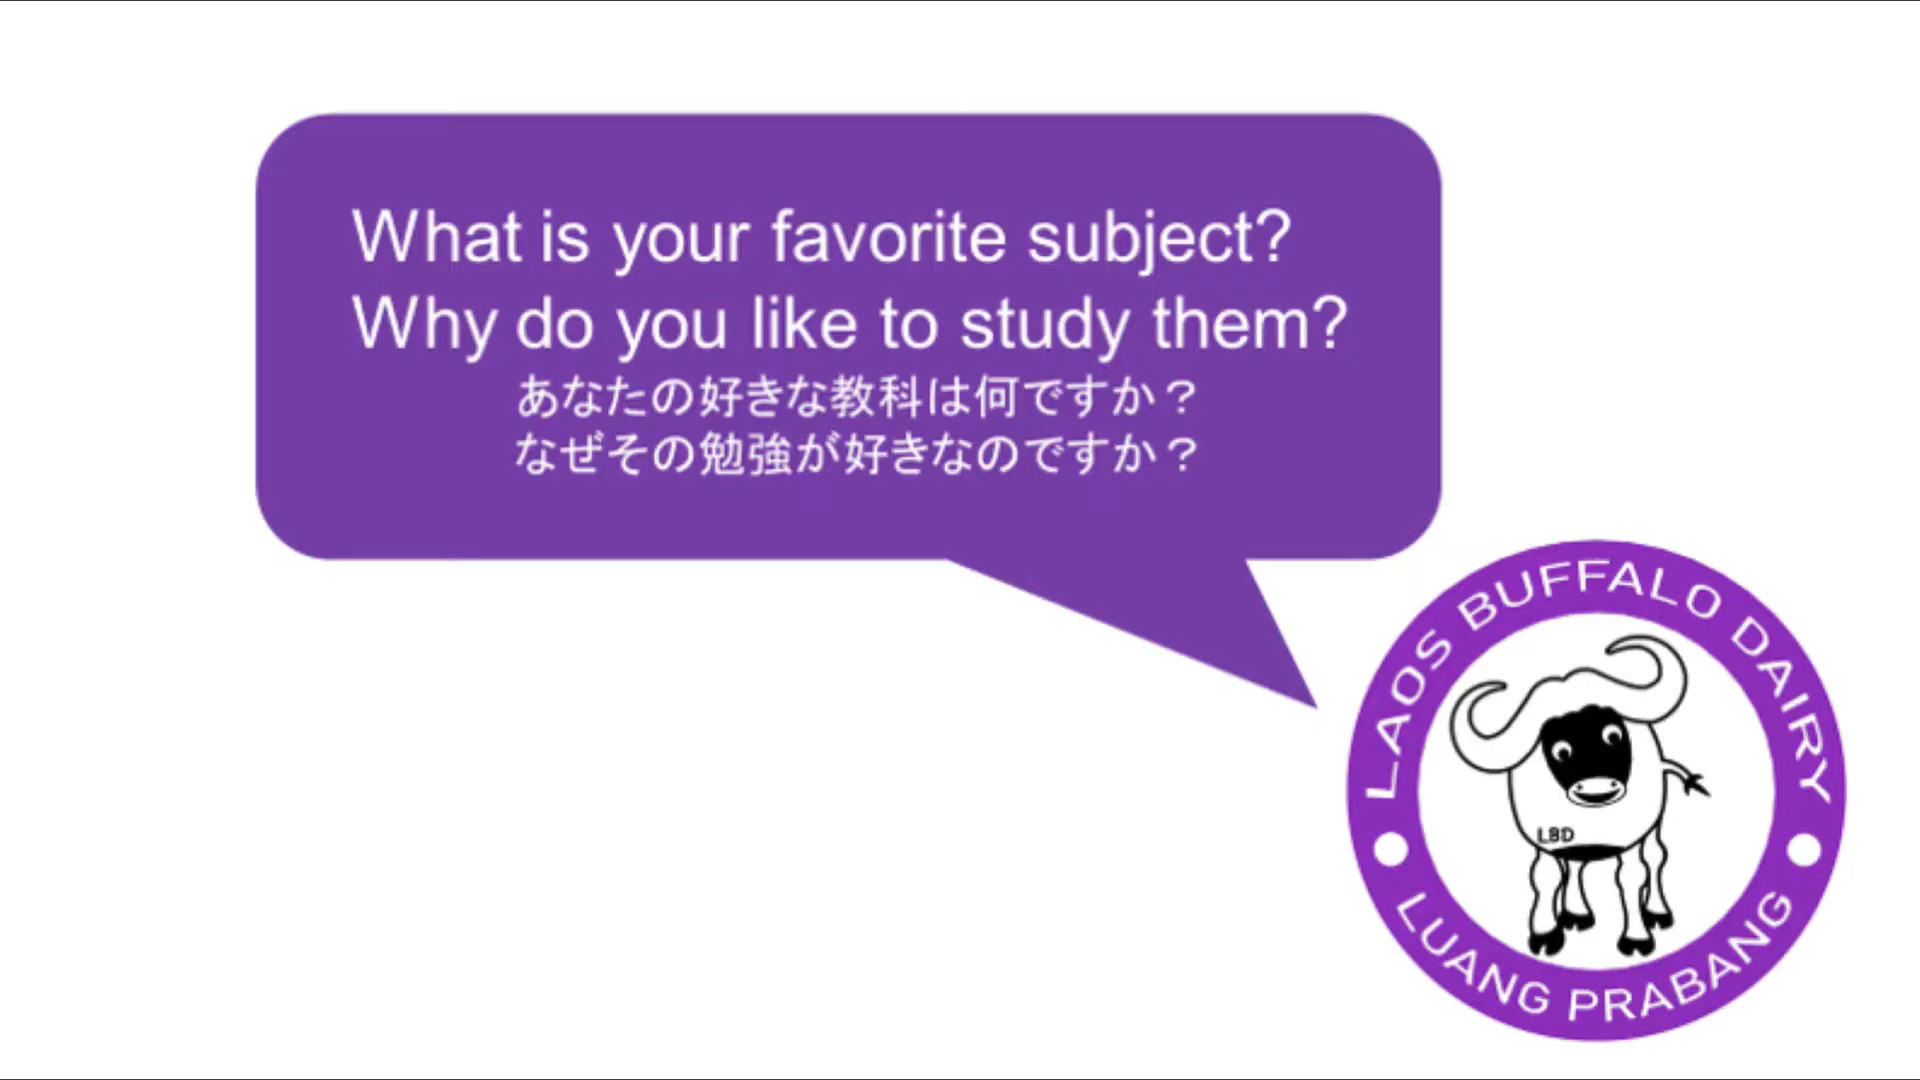 What is your favorite subject?
Why do you like to study them?
あなたの好きな教科は何ですか？
なぜその勉強が好きなのですか？
LAOS BUFFALO DAIRY
LBD
LUANG PRABANG